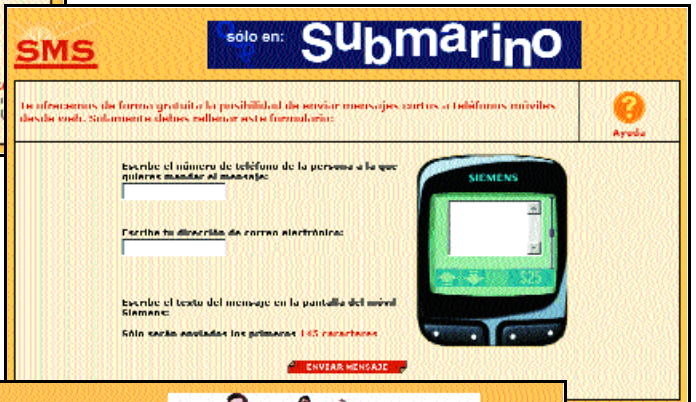 SMS
sólo en: Submarino
Te ofrecemos de forma gratuita la posibilidad de enviar mensajes cortos a teléfonos móviles
desde web. Solamente debes rellenar este formulario:
Ayuda
Escribe el número de teléfono de la persona a la que
quieres mandar el mensaje:
SIEMENS
Escribe tu dirección de correo electrónico:
S25
Escribe el texto del mensaje en la pantalla del móvil
Siemens:
Sólo serán enviados los primeros 145 caracteres
ENVIAR MENSAJE